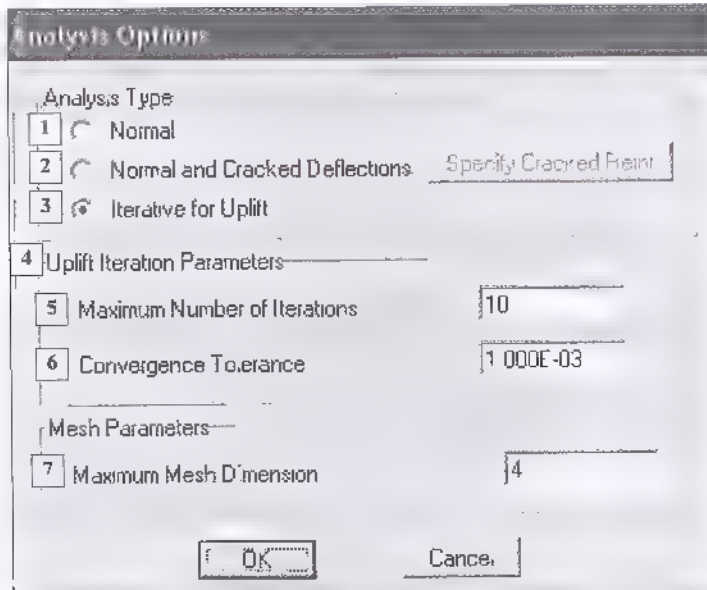 Analysis Options
Analysis Type
1 Normal
2 Normal and Cracked Deflections Specify Cracked Reinf
3 Iterative for Uplift
4 Uplift Iteration Parameters
5 Maximum Number of Iterations 10
6 Convergence Tolerance 1.000E-03
Mesh Parameters
7 Maximum Mesh Dimension 4
OK Cancel